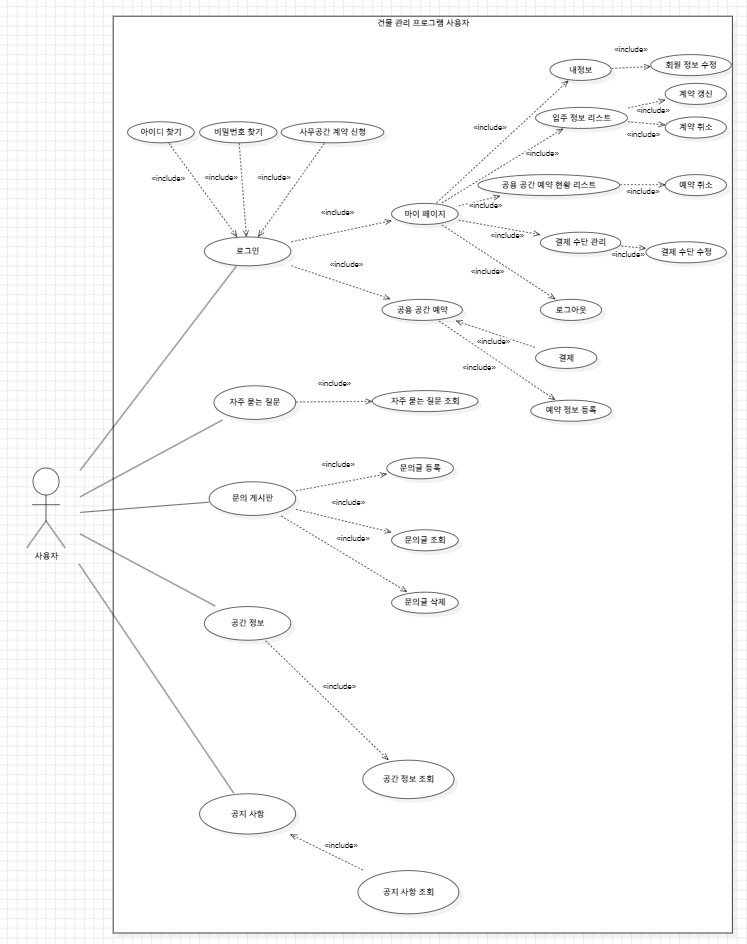 건물 관리 프로그램 사용자
«include»
내정보
회원 정보 수정
계약 갱신
«include»
입주 정보 리스트
«include»
계약 취소
«include»
아이디 찾기
비밀번호 찾기
사무공간 계약 신청
«include»
«include»
«include»
«include»
공용 공간 예약 현황 리스트
예약 취소
«include»
«include»
«include»
마이 페이지
«include»
결제 수단 관리
로그인
결제 수단 수정
«include»
«include»
«include»
공용 공간 예약
로그아웃
«include»
결제
«include»
«include»
자주 묻는 질문
자주 묻는 질문 조회
예약 정보 등록
«include»
문의글 등록
문의 게시판
«include»
«include»
문의글 조회
사용자
문의글 삭제
공간 정보
«include»
공간 정보 조회
공지 사항
«include»
공지 사항 조회